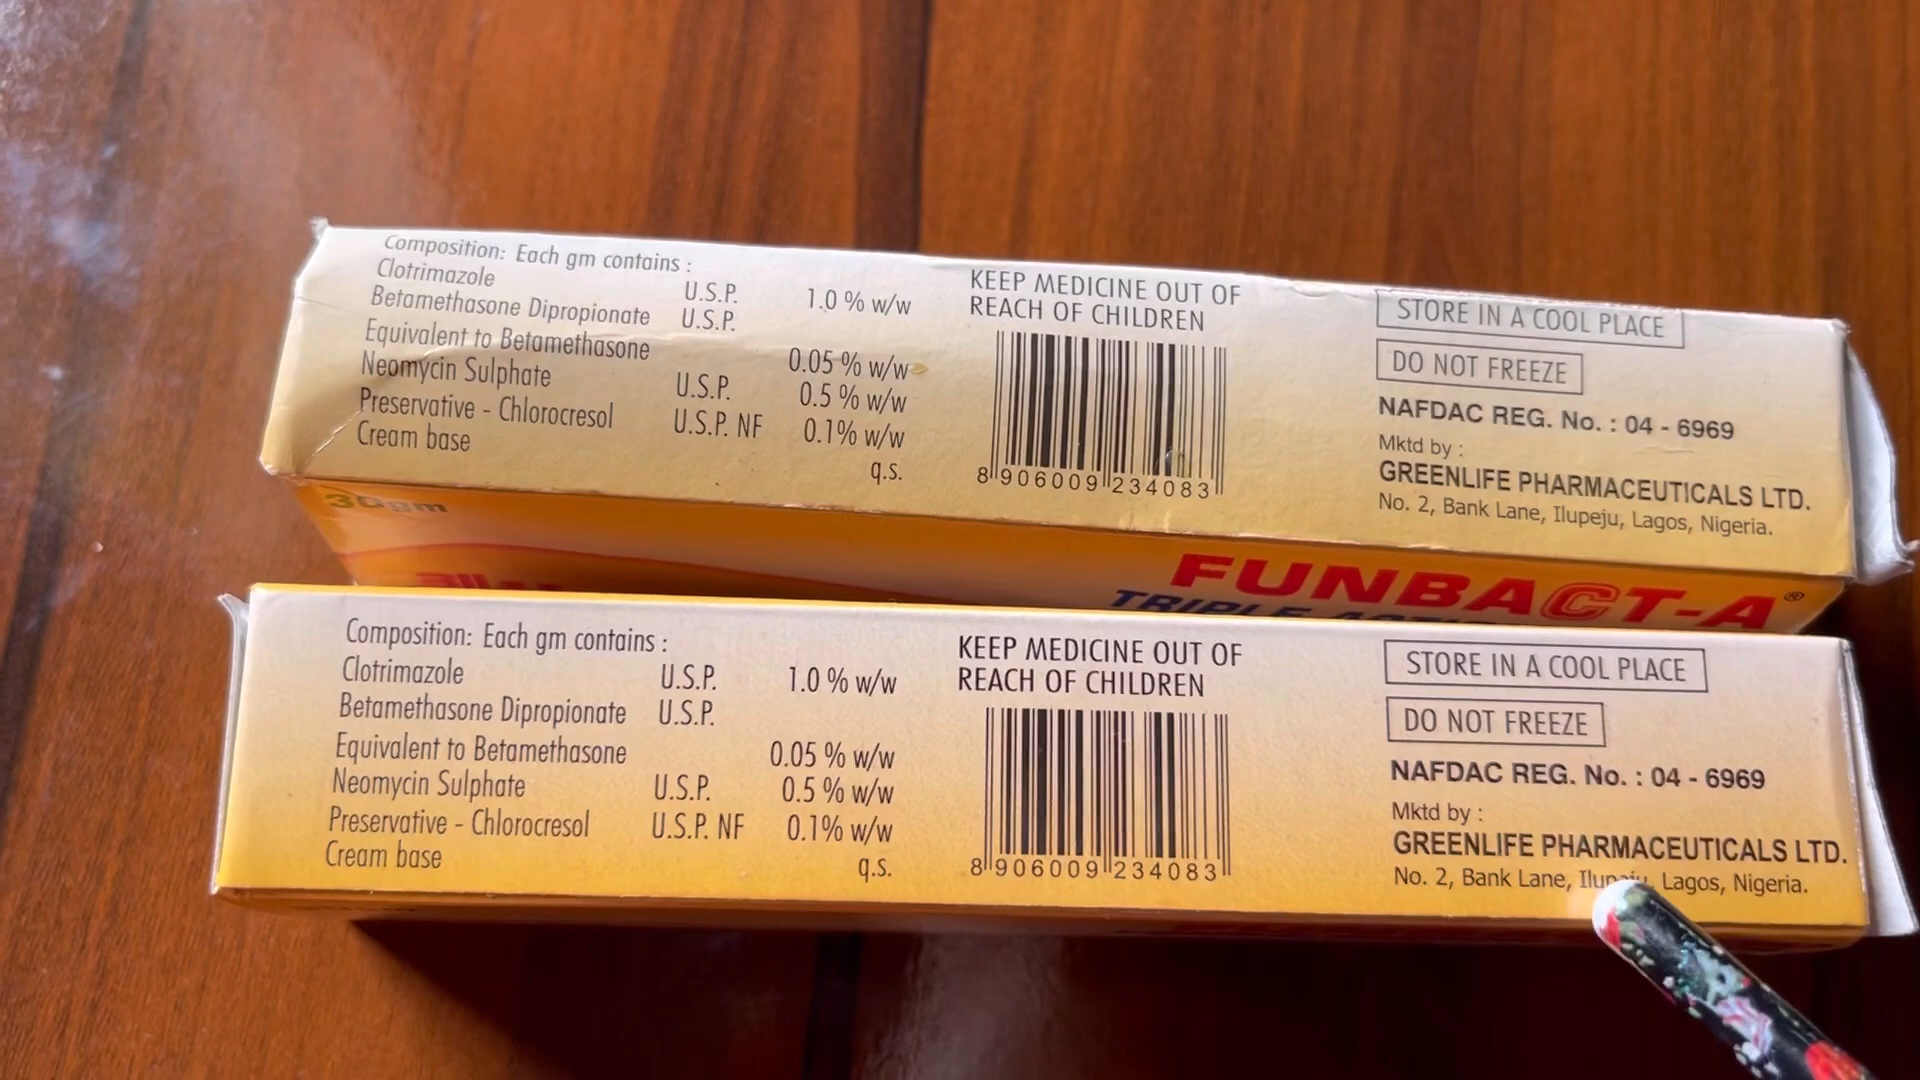 Composition: Each gm contains :
Clotrimazole U.S.P. 1.0 % w/w
Betamethasone Dipropionate U.S.P.
Equivalent to Betamethasone 0.05 % w/w
Neomycin Sulphate U.S.P. 0.5 % w/w
Preservative - Chlorocresol U.S.P. NF 0.1% w/w
Cream base q.s.
KEEP MEDICINE OUT OF
REACH OF CHILDREN
8 906009 234083
STORE IN A COOL PLACE
DO NOT FREEZE
NAFDAC REG. No. : 04 - 6969
Mktd by :
GREENLIFE PHARMACEUTICALS LTD.
No. 2, Bank Lane, Ilupeju, Lagos, Nigeria.
30gm
FUNBACT-A®
TRIPLE
Composition: Each gm contains :
Clotrimazole U.S.P. 1.0 % w/w
Betamethasone Dipropionate U.S.P.
Equivalent to Betamethasone 0.05 % w/w
Neomycin Sulphate U.S.P. 0.5 % w/w
Preservative - Chlorocresol U.S.P. NF 0.1% w/w
Cream base q.s.
KEEP MEDICINE OUT OF
REACH OF CHILDREN
8 906009 234083
STORE IN A COOL PLACE
DO NOT FREEZE
NAFDAC REG. No. : 04 - 6969
Mktd by :
GREENLIFE PHARMACEUTICALS LTD.
No. 2, Bank Lane, Lagos, Nigeria.